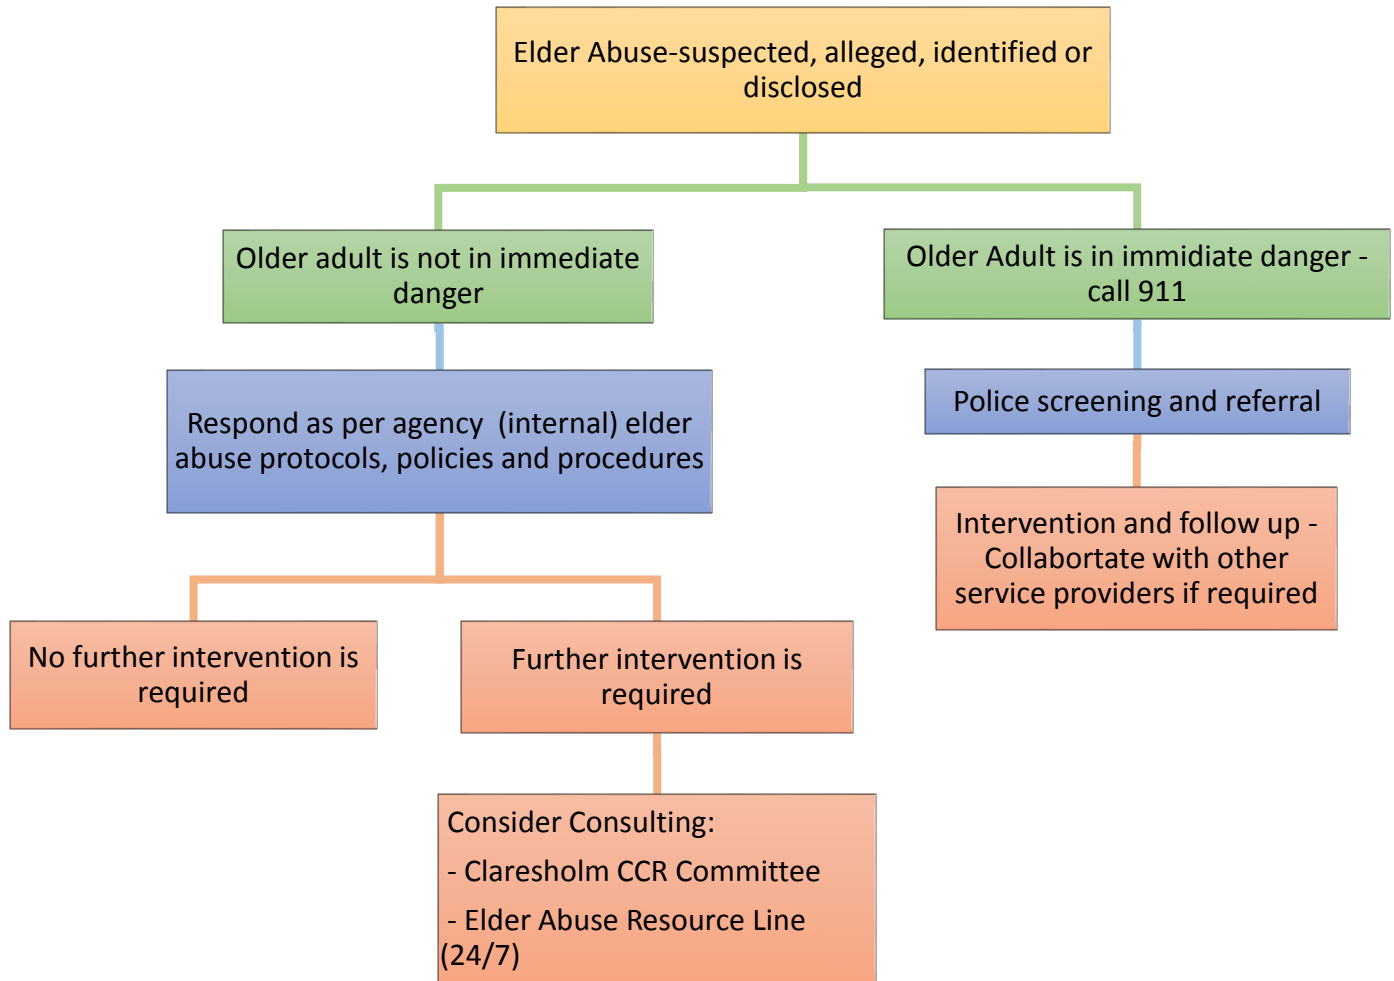 Elder Abuse-suspected, alleged, identified or
disclosed
Older adult is not in immediate
danger
Older Adult is in immidiate danger -
call 911
Respond as per agency (internal) elder
abuse protocols, policies and procedures
Police screening and referral
Intervention and follow up -
Collabortate with other
service providers if required
No further intervention is
required
Further intervention is
required
Consider Consulting:
- Claresholm CCR Committee
- Elder Abuse Resource Line
(24/7)